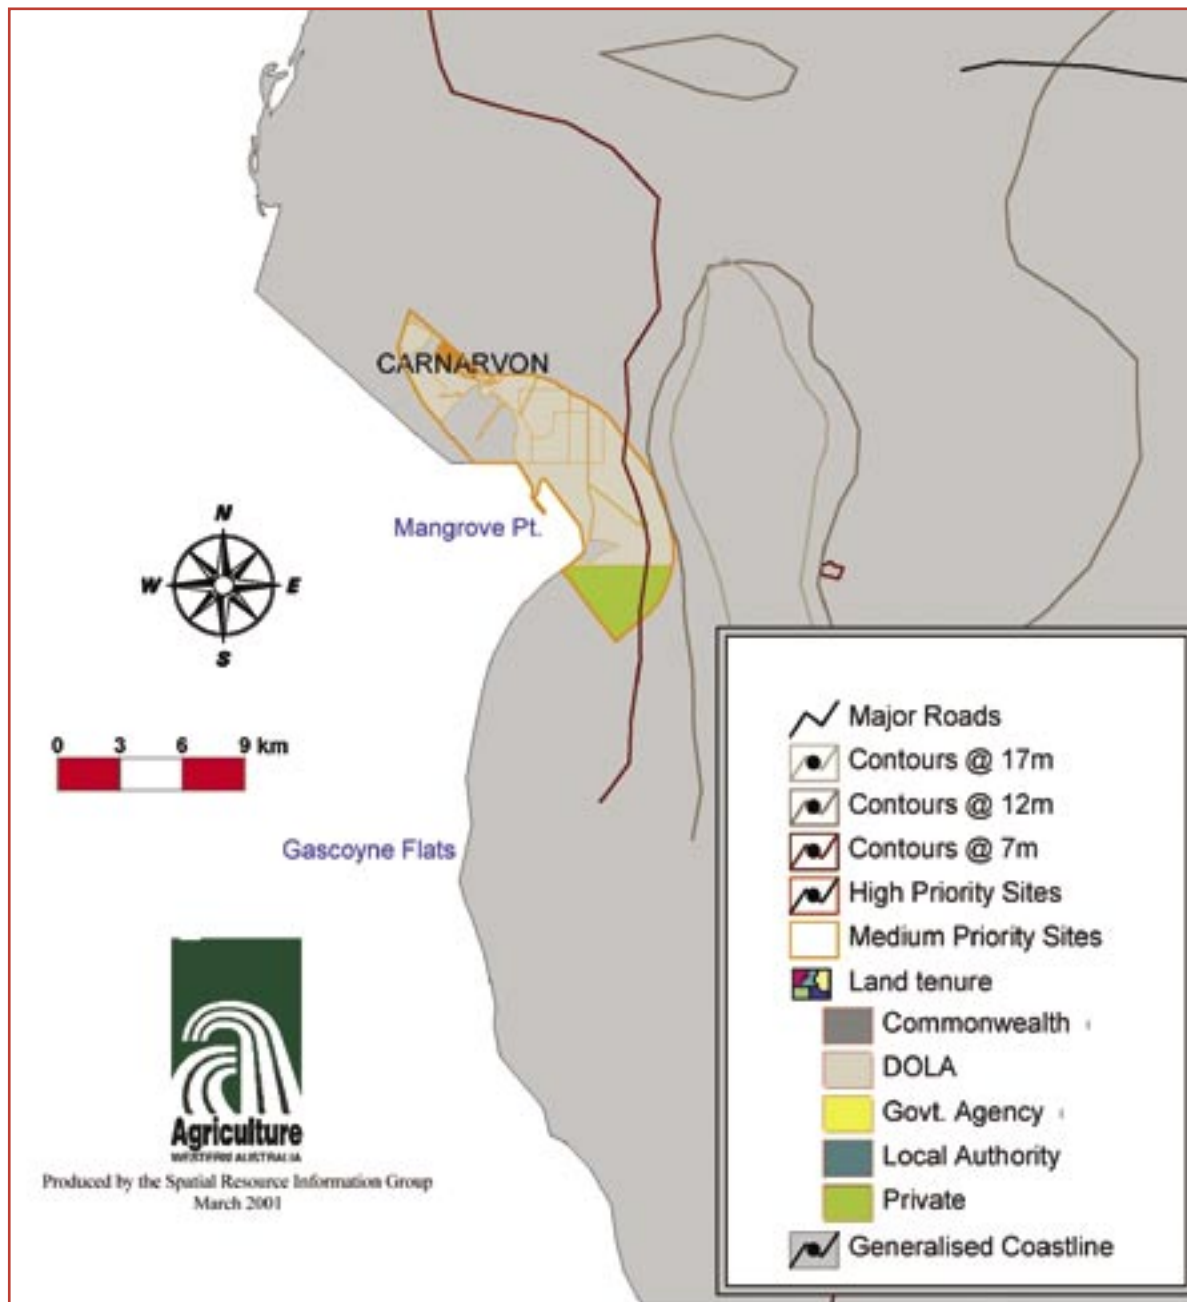 CARNARVON
Mangrove Pt.
N
W
E
S
0 3 6 9 km
Gascoyne Flats
Agriculture
WESTERN AUSTRALIA
Produced by the Spatial Resource Information Group
March 2001
Major Roads
Contours @ 17m
Contours @ 12m
Contours @ 7m
High Priority Sites
Medium Priority Sites
Land tenure
Commonwealth
DOLA
Govt. Agency
Local Authority
Private
Generalised Coastline